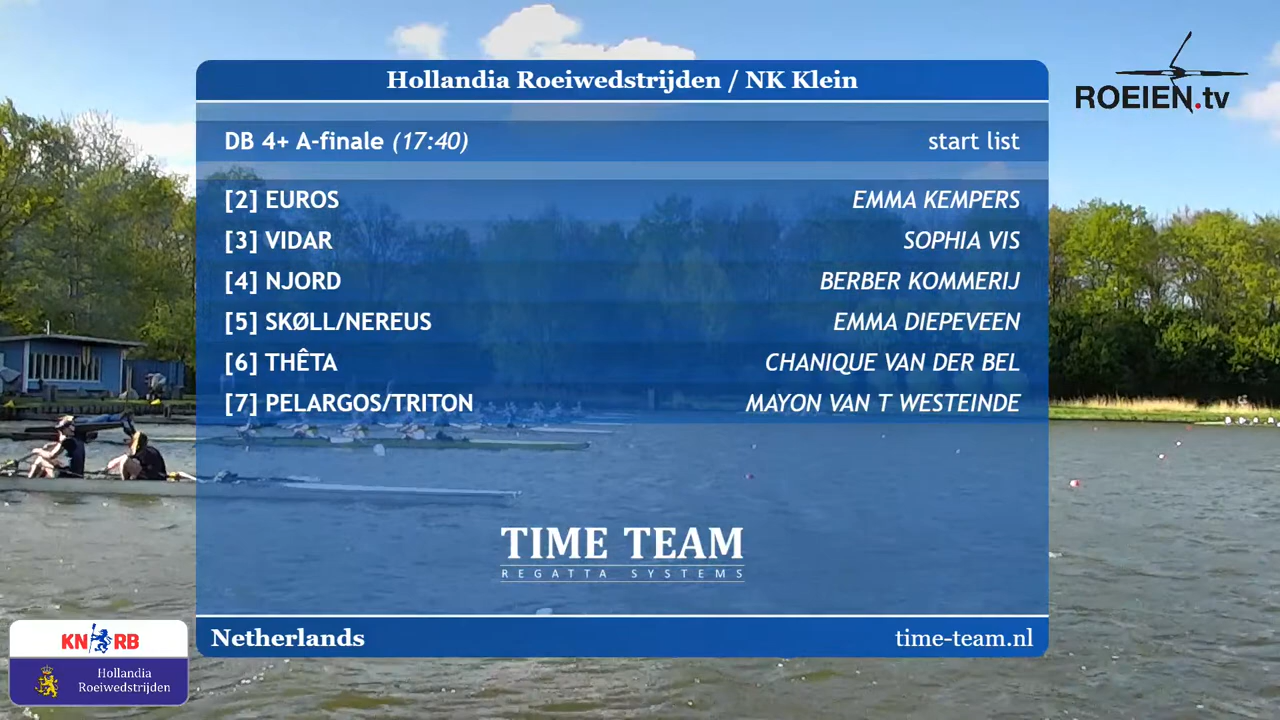 Hollandia Roeiwedstrijden / NK Klein
ROEIEN.tv
DB 4+ A-finale (17:40) start list
[2] EUROS EMMA KEMPERS
[3] VIDAR SOPHIA VIS
[4] NJORD BERBER KOMMERIJ
[5] SKØLL/NEREUS EMMA DIEPEVEEN
[6] THÊTA CHANIQUE VAN DER BEL
[7] PELARGOS/TRITON MAYON VAN T WESTEINDE
TIME TEAM
REGATTA SYSTEMS
Netherlands time-team.nl
KNRB
Hollandia
Roeiwedstrijden